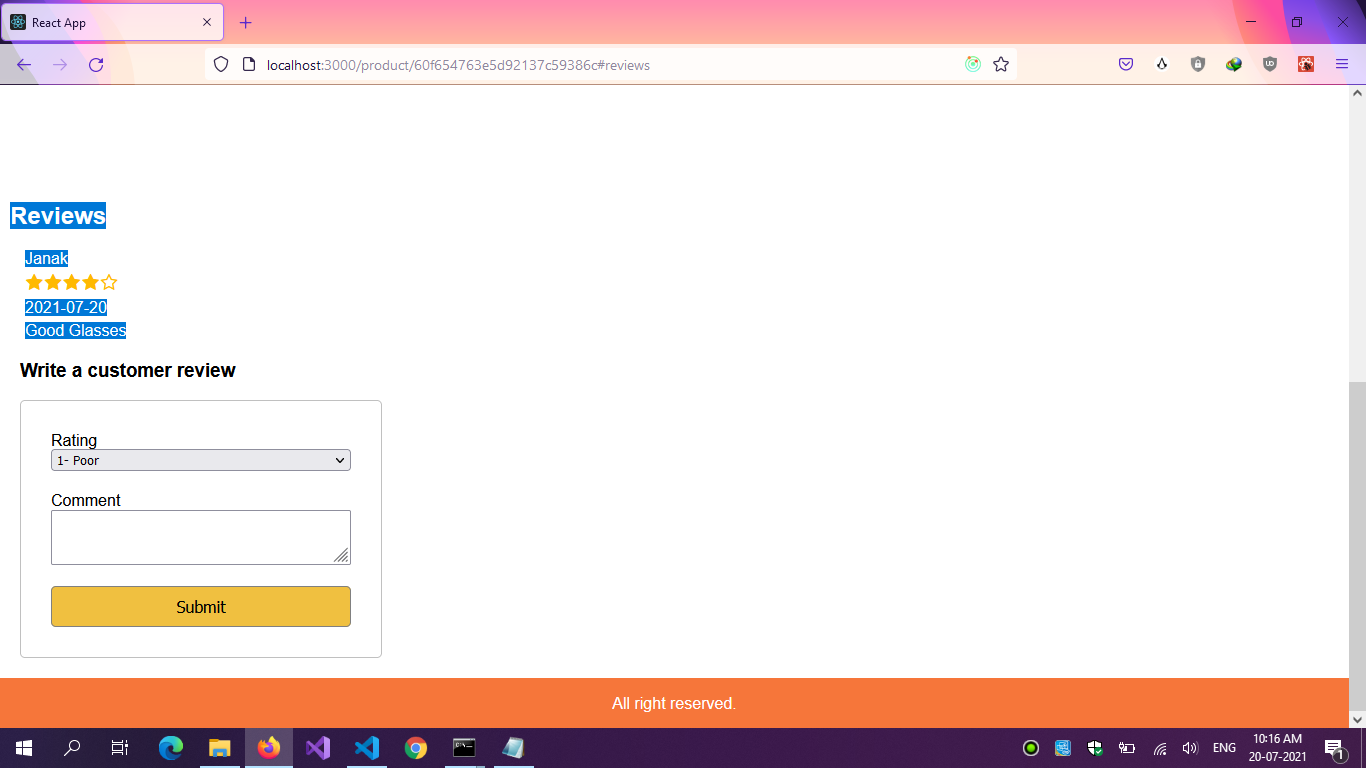 React App
localhost:3000/product/60f654763e5d92137c59386c#reviews
Reviews
Janak
2021-07-20
Good Glasses
Write a customer review
Rating
1- Poor
Comment
Submit
All right reserved.
ENG
10:16 AM
20-07-2021
1